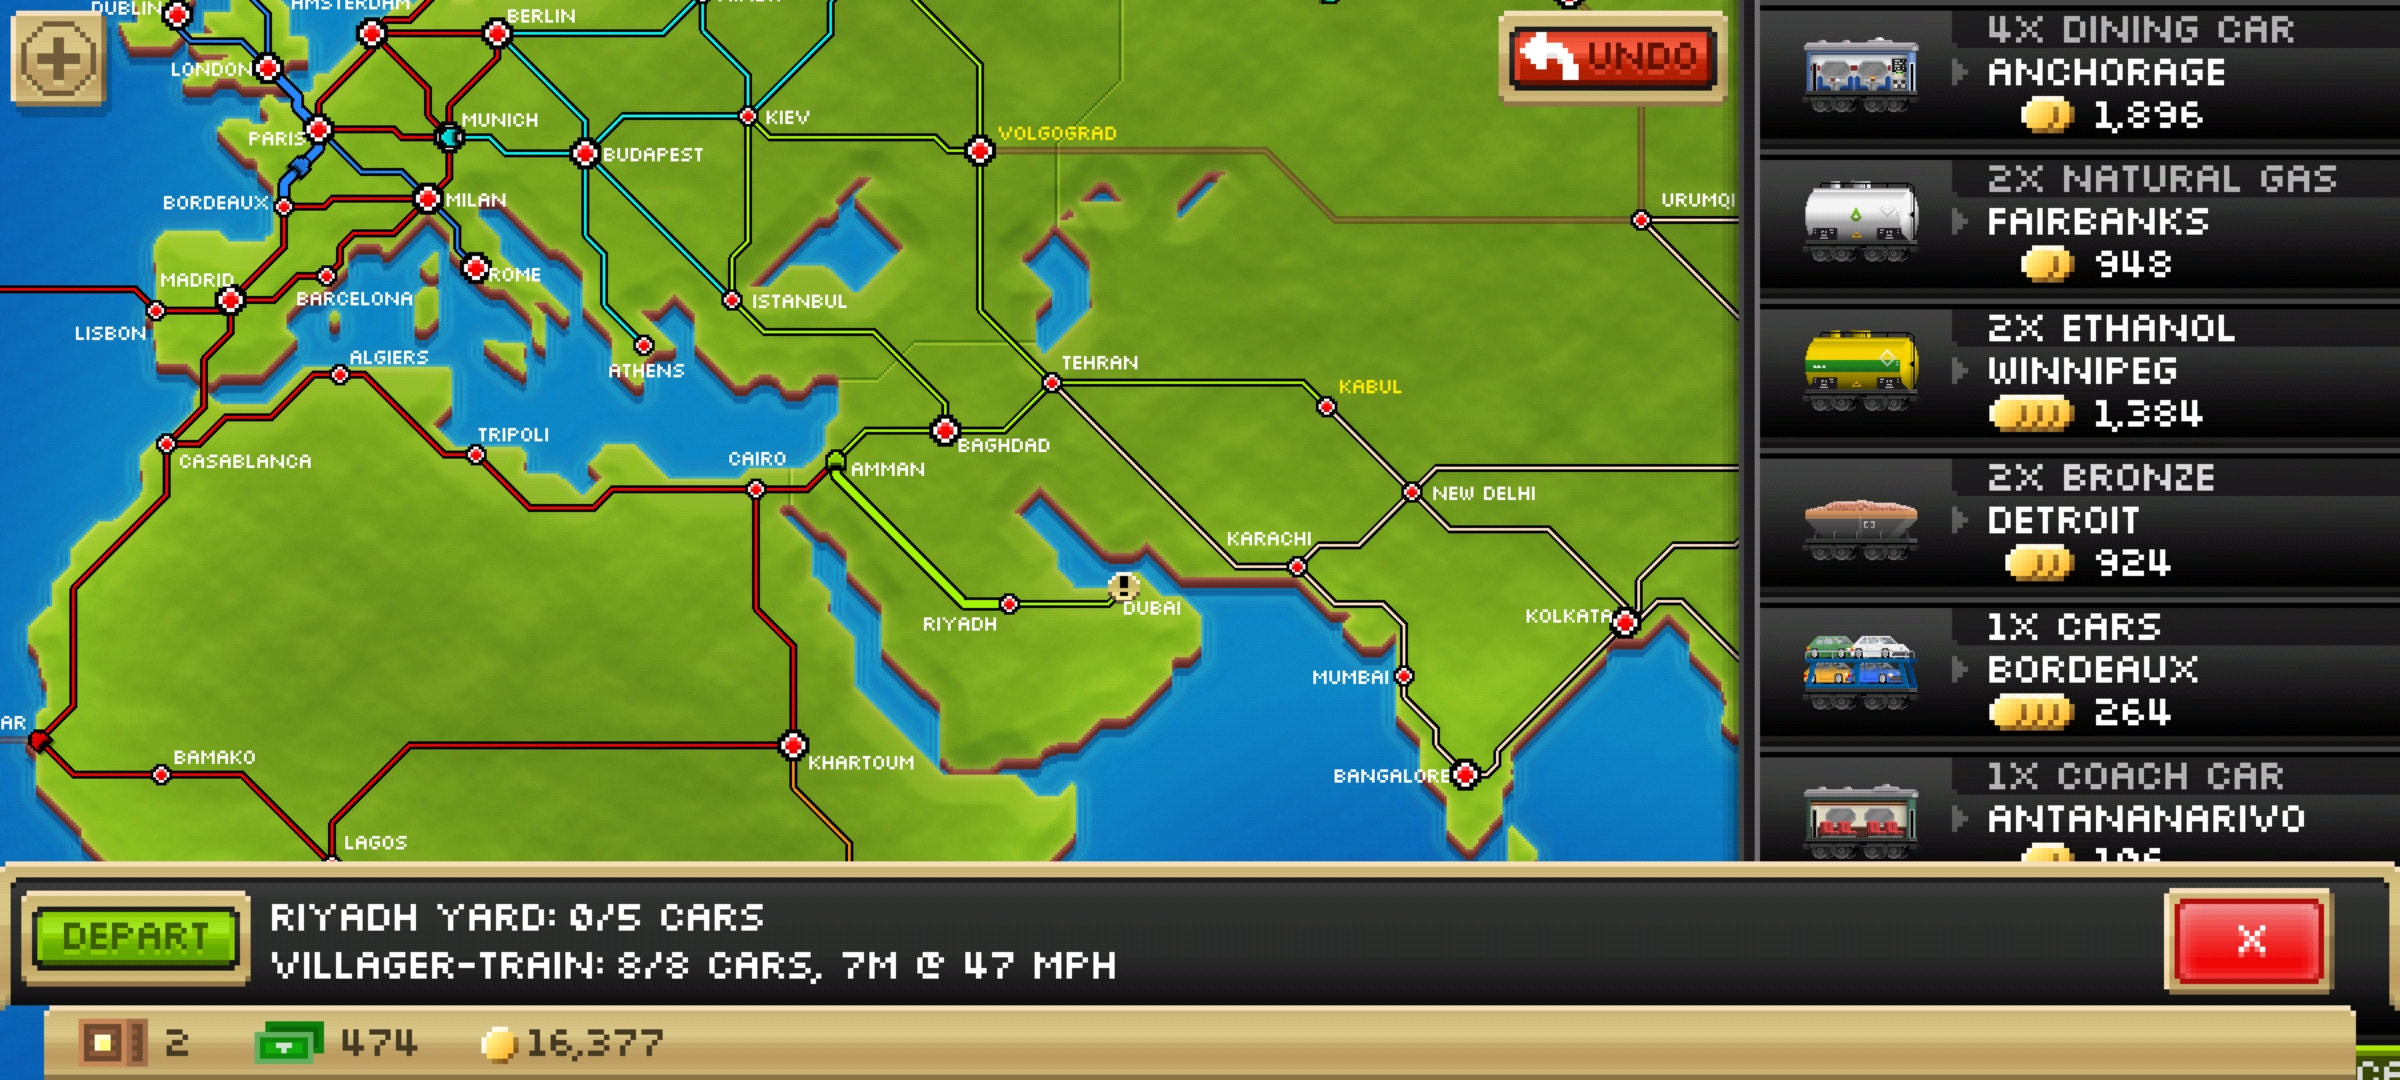 DUBLIN
AMSTERDAM
BERLIN
LONDON
PARIS
MUNICH
KIEV
VOLGOGRAD
BUDAPEST
BORDEAUX
MILAN
URUMQI
MADRID
ROME
BARCELONA
ISTANBUL
LISBON
ALGIERS
ATHENS
TEHRAN
KABUL
TRIPOLI
CASABLANCA
CAIRO
BAGHDAD
AMMAN
NEW DELHI
KARACHI
RIYADH
DUBAI
KOLKATA
MUMBAI
AR
BAMAKO
KHARTOUM
BANGALORE
LAGOS
UNDO
4X DINING CAR
ANCHORAGE
1,896
2X NATURAL GAS
FAIRBANKS
948
2X ETHANOL
WINNIPEG
1,384
2X BRONZE
DETROIT
924
1X CARS
BORDEAUX
264
1X COACH CAR
ANTANANARIVO
DEPART
RIYADH YARD: 0/5 CARS
VILLAGER-TRAIN: 8/8 CARS, 7M @ 47 MPH
X
2
474
16,377